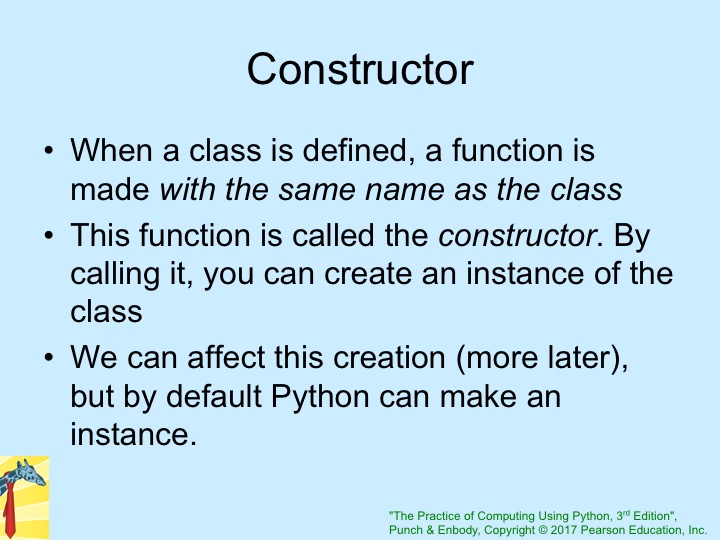 Constructor
• When a class is defined, a function is
made with the same name as the class
• This function is called the constructor. By
calling it, you can create an instance of the
class
• We can affect this creation (more later),
but by default Python can make an
instance.
"The Practice of Computing Using Python, 3rd Edition",
Punch & Enbody, Copyright © 2017 Pearson Education, Inc.